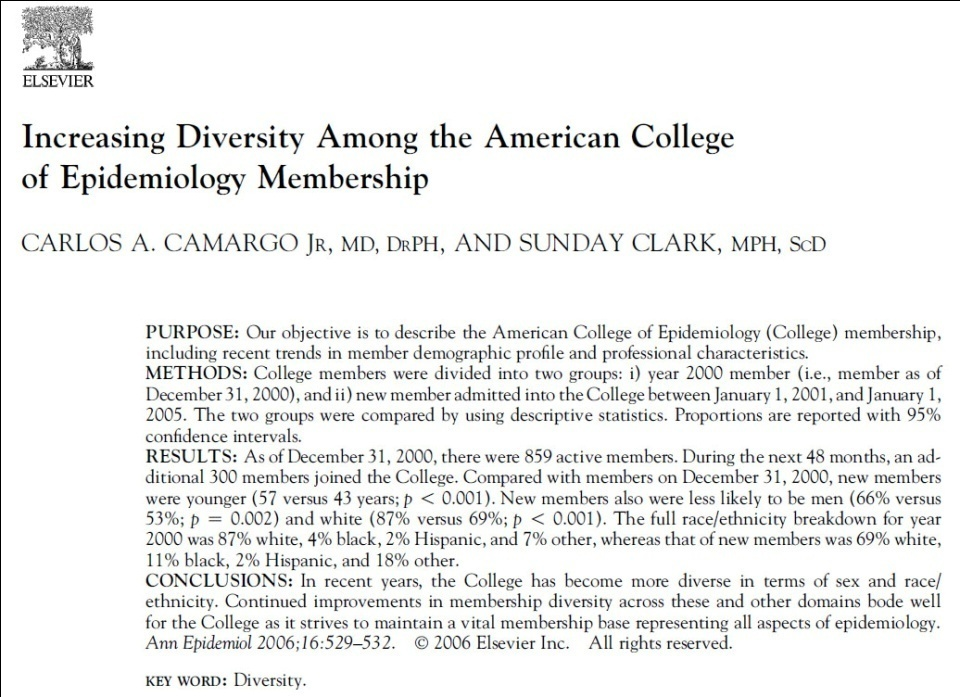 ELSEVIER
Increasing Diversity Among the American College
of Epidemiology Membership
CARLOS A. CAMARGO JR, MD, DRPH, AND SUNDAY CLARK, MPH, SCD
PURPOSE: Our objective is to describe the American College of Epidemiology (College) membership,
including recent trends in member demographic profile and professional characteristics.
METHODS: College members were divided into two groups: i) year 2000 member (i.e., member as of
December 31, 2000), and ii) new member admitted into the College between January 1, 2001, and January 1,
2005. The two groups were compared by using descriptive statistics. Proportions are reported with 95%
confidence intervals.
RESULTS: As of December 31, 2000, there were 859 active members. During the next 48 months, an ad-
ditional 300 members joined the College. Compared with members on December 31, 2000, new members
were younger (57 versus 43 years; p < 0.001). New members also were less likely to be men (66% versus
53%; p = 0.002) and white (87% versus 69%; p < 0.001). The full race/ethnicity breakdown for year
2000 was 87% white, 4% black, 2% Hispanic, and 7% other, whereas that of new members was 69% white,
11% black, 2% Hispanic, and 18% other.
CONCLUSIONS: In recent years, the College has become more diverse in terms of sex and race/
ethnicity. Continued improvements in membership diversity across these and other domains bode well
for the College as it strives to maintain a vital membership base representing all aspects of epidemiology.
Ann Epidemiol 2006;16:529–532. © 2006 Elsevier Inc. All rights reserved.
KEY WORD: Diversity.